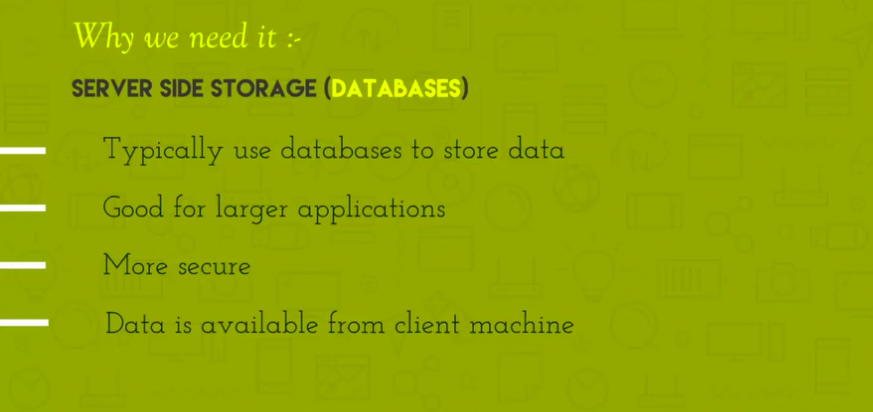 Why we need it :-
SERVER SIDE STORAGE (DATABASES)
Typically use databases to store data
Good for larger applications
More secure
Data is available from client machine